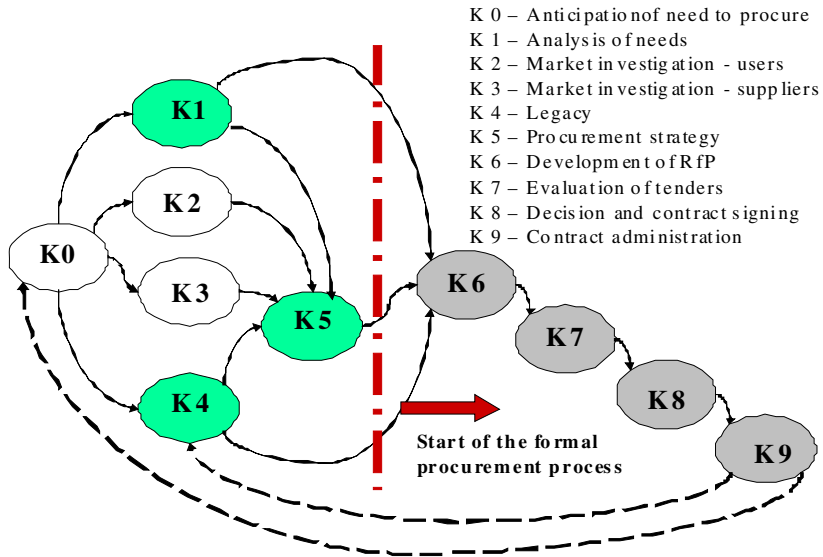 K 0 – Anticipation of need to procure
K 1 – Analysis of needs
K 2 – Market investigation - users
K 3 – Market investigation - suppliers
K 4 – Legacy
K 5 – Procurement strategy
K 6 – Development of RfP
K 7 – Evaluation of tenders
K 8 – Decision and contract signing
K 9 – Contract administration
K1
K2
K0
K3
K5
K4
K6
K7
K8
K9
Start of the formal
procurement process